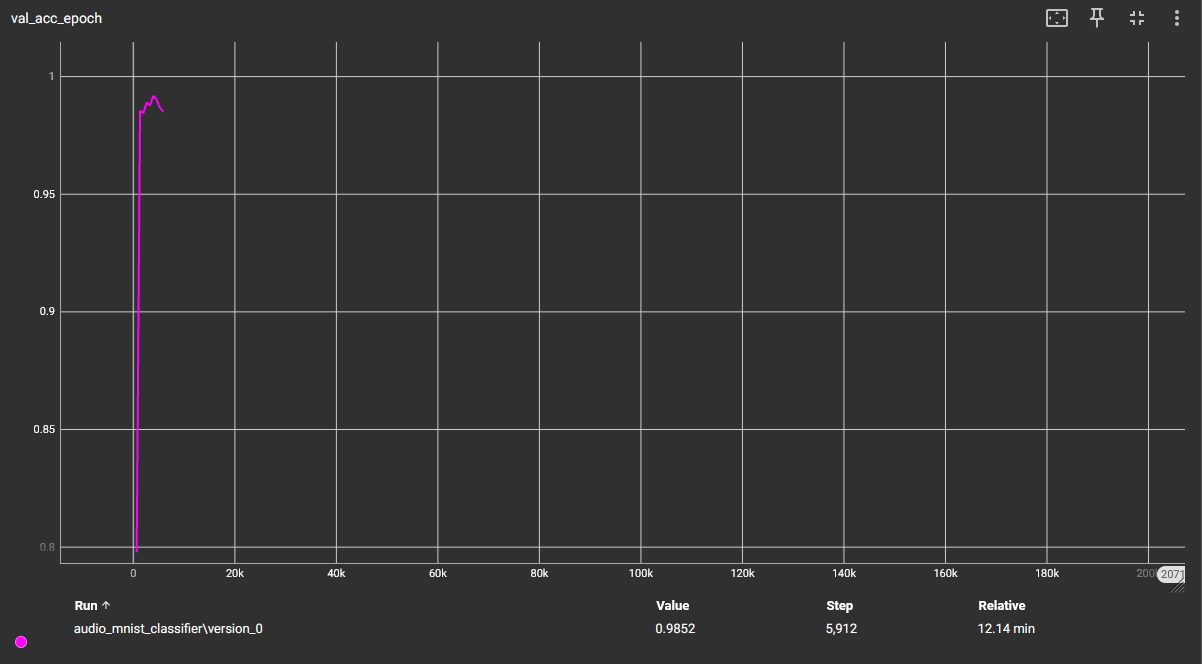 val_acc_epoch
1
0.95
0.9
0.85
0.8
0 20k 40k 60k 80k 100k 120k 140k 160k 180k
Run ↑ Value Step Relative
audio_mnist_classifier\version_0 0.9852 5,912 12.14 min